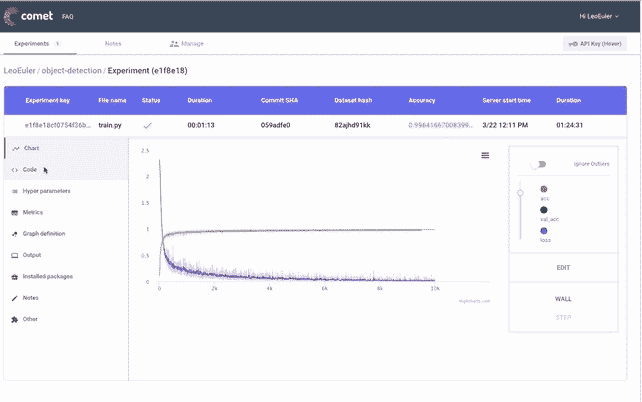 comet FAQ Hi LeoEuler
Experiments 1 Notes Manage API Key (Hover)
LeoEuler / object-detection / Experiment (e1f8e18)
Experiment key File name Status Duration Commit SHA Dataset hash Accuracy Server start time Duration
train.py 00:01:13 059adfe0 82ajhd91kk 3/22 12:11 PM 01:24:31
Chart
Code
Hyper parameters
Metrics
Graph definition
Output
Installed packages
Notes
Other
2.5
2
1.5
1
0.5
0
0 2k 4k 6k 8k 10k
Highcharts.com
Ignore Outliers
acc
val_acc
loss
EDIT
WALL
STEP